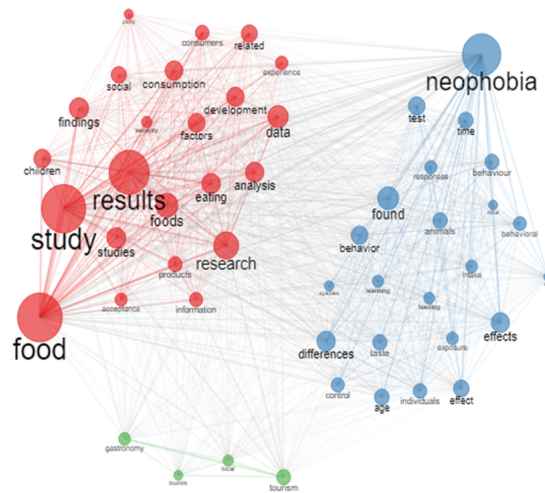 consumers
related
experience
social
consumption
neophobia
development
findings
factors
data
test
time
children
responses
behaviour
results
eating
analysis
foods
found
study
animals
behavioral
studies
behavior
research
products
intake
species
learning
feeding
acceptance
information
food
differences
taste
exposure
effects
control
age
individuals
effect
gastronomy
local
tourists
tourism